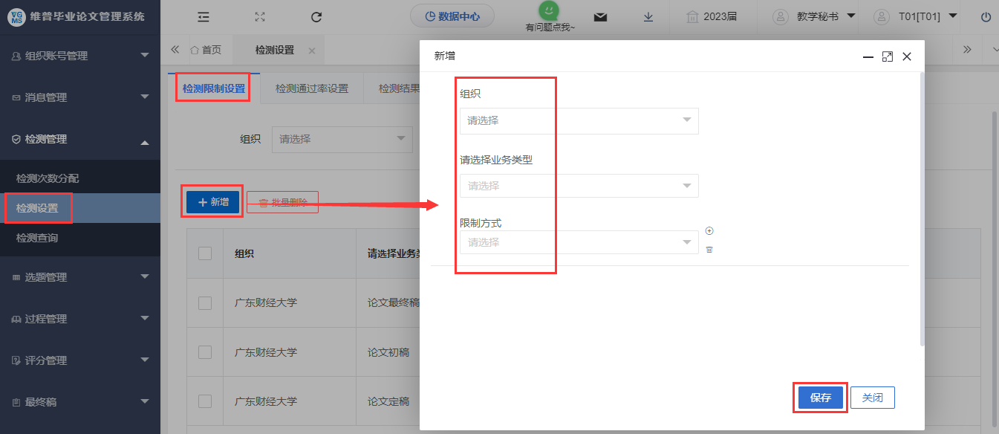 VG MS 维普毕业论文管理系统
数据中心
有问题点我~
2023届
教学秘书
T01[T01]
组织账号管理
消息管理
检测管理
检测次数分配
检测设置
检测查询
选题管理
过程管理
评分管理
最终稿
首页
检测设置
检测限制设置
检测通过率设置
检测结果
组织
请选择
新增
批量删除
组织
请选择业务
广东财经大学
论文最终稿
广东财经大学
论文初稿
广东财经大学
论文定稿
新增
组织
请选择
请选择业务类型
请选择
限制方式
请选择
保存
关闭